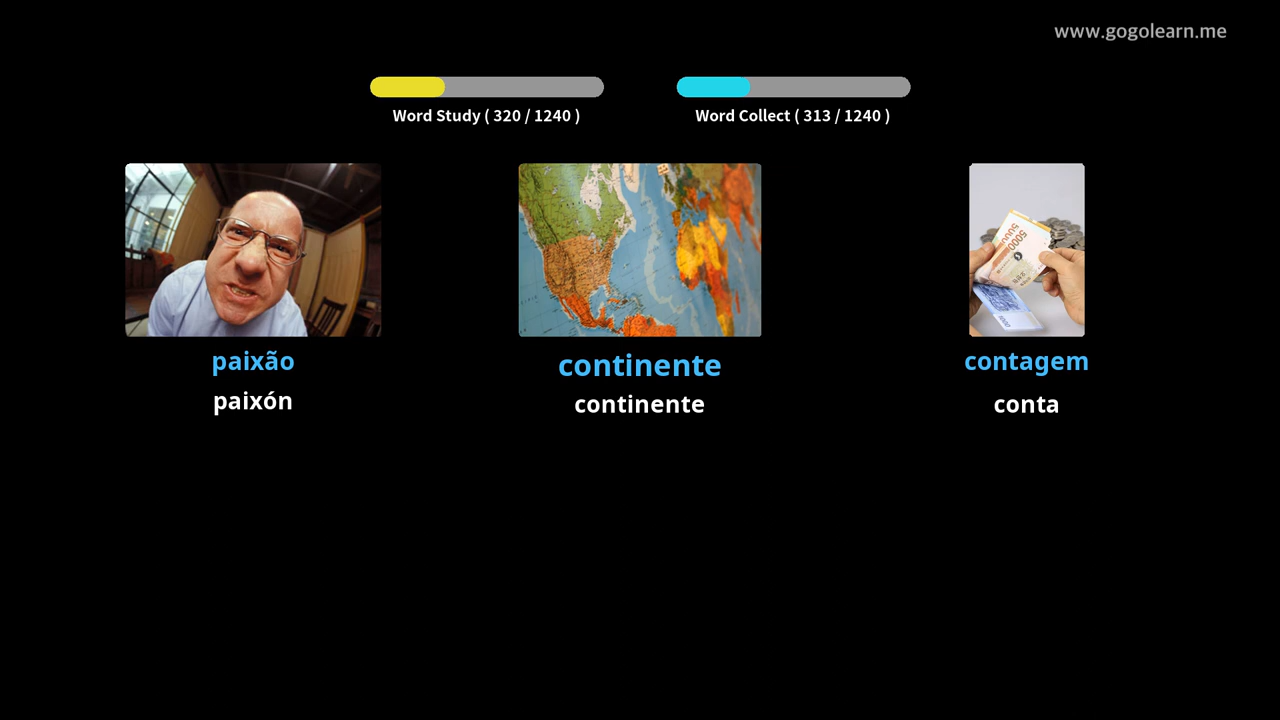 www.gogolearn.me
Word Study ( 320 / 1240 )
Word Collect ( 313 / 1240 )
paixão
continente
contagem
paixón
continente
conta